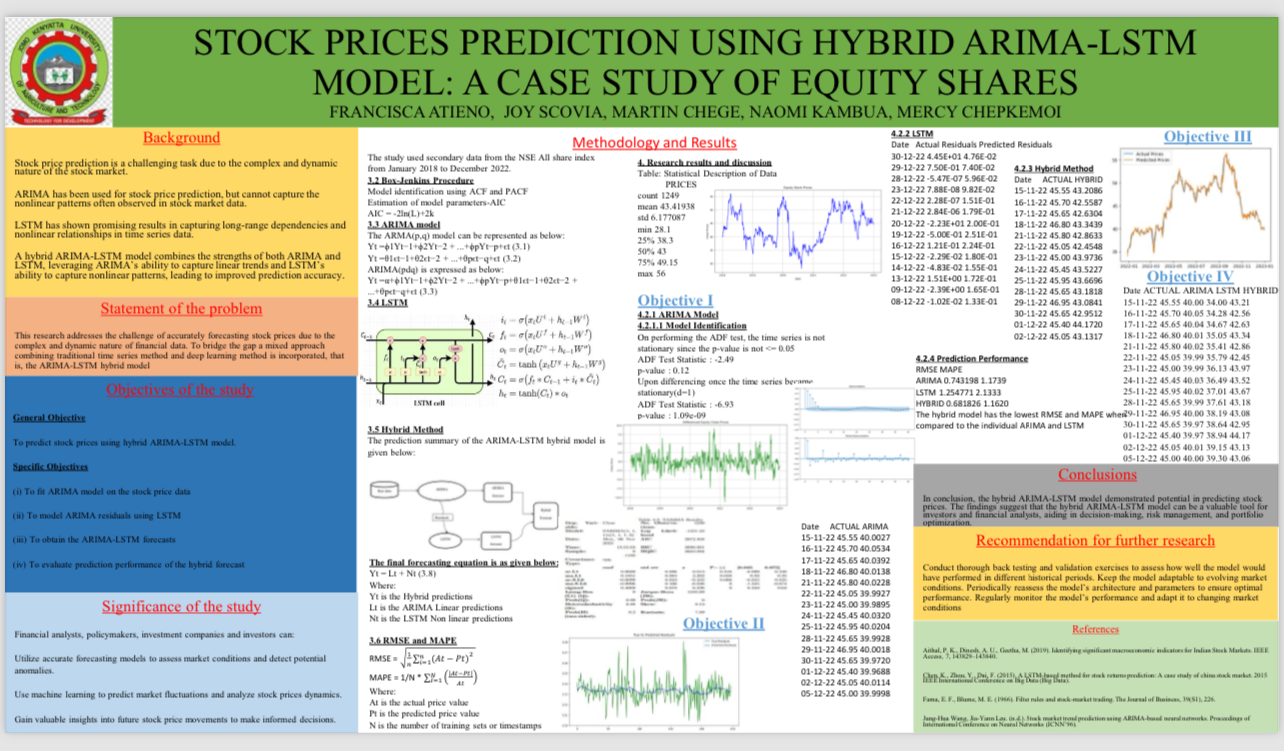 JOMO KENYATTA UNIVERSITY
OF AGRICULTURE AND TECHNOLOGY
TECHNOLOGY FOR DEVELOPMENT
STOCK PRICES PREDICTION USING HYBRID ARIMA-LSTM
MODEL: A CASE STUDY OF EQUITY SHARES
FRANCISCA ATIENO, JOY SCOVIA, MARTIN CHEGE, NAOMI KAMBUA, MERCY CHEPKEMOI
Background
Stock price prediction is a challenging task due to the complex and dynamic
nature of the stock market.
ARIMA has been used for stock price prediction, but cannot capture the
nonlinear patterns often observed in stock market data.
LSTM has shown promising results in capturing long-range dependencies and
nonlinear relationships in time series data.
A hybrid ARIMA-LSTM model combines the strengths of both ARIMA and
LSTM, leveraging ARIMA's ability to capture linear trends and LSTM's
ability to capture nonlinear patterns, leading to improved prediction accuracy.
Statement of the problem
This research addresses the challenge of accurately forecasting stock prices due to the
complex and dynamic nature of financial data. To bridge the gap a mixed approach
combining traditional time series method and deep learning method is incorporated, that
is, the ARIMA-LSTM hybrid model
Objectives of the study
General Objective
To predict stock prices using hybrid ARIMA-LSTM model.
Specific Objectives
(i) To fit ARIMA model on the stock price data
(ii) To model ARIMA residuals using LSTM
(iii) To obtain the ARIMA-LSTM forecasts
(iv) To evaluate prediction performance of the hybrid forecast
Significance of the study
Financial analysts, policymakers, investment companies and investors can:
Utilize accurate forecasting models to assess market conditions and detect potential
anomalies.
Use machine learning to predict market fluctuations and analyze stock prices dynamics.
Gain valuable insights into future stock price movements to make informed decisions.
Methodology and Results
The study used secondary data from the NSE All share index
from January 2018 to December 2022.
3.2 Box-Jenkins Procedure
Model identification using ACF and PACF
Estimation of model parameters-AIC
AIC = -2ln(L)+2k
3.3 ARIMA model
The ARMA(p,q) model can be represented as below:
Yt =ϕ1Yt−1+ϕ2Yt−2 + ...+ϕpYt−p+ϵt (3.1)
Yt =θ1ϵt−1+θ2ϵt−2 + ...+θpϵt−q+ϵt (3.2)
ARIMA(pdq) is expressed as below:
Yt =α+ϕ1Yt−1+ϕ2Yt−2 + ...+ϕpYt−p+θ1ϵt−1+θ2ϵt−2 +
...+θpϵt−q+ϵt (3.3)
3.4 LSTM
i_t = σ(x_t U^i + h_{t−1} W^i)
f_t = σ(x_t U^f + h_{t−1} W^f)
o_t = σ(x_t U^o + h_{t−1} W^o)
C̃_t = tanh(x_t U^g + h_{t−1} W^g)
C_t = σ(f_t * C_{t−1} + i_t * C̃_t)
h_t = tanh(C_t) * o_t
LSTM cell
3.5 Hybrid Method
The prediction summary of the ARIMA-LSTM hybrid model is
given below:
The final forecasting equation is as given below:
Yt = Lt + Nt (3.8)
Where:
Yt is the Hybrid predictions
Lt is the ARIMA Linear predictions
Nt is the LSTM Non linear predictions
3.6 RMSE and MAPE
RMSE = √(1/n ∑ᵢ₌₁ⁿ (At − Pt)²
MAPE = 1/N * ∑ᵢ₌₁ᴺ (|At−Pt|/At)
Where:
At is the actual price value
Pt is the predicted price value
N is the number of training sets or timestamps
4. Research results and discussion
Table: Statistical Description of Data
PRICES
count 1249
mean 43.41938
std 6.177087
min 28.1
25% 38.3
50% 43
75% 49.15
max 56
Objective I
4.2.1 ARIMA Model
4.2.1.1 Model Identification
On performing the ADF test, the time series is not
stationary since the p-value is not <= 0.05
ADF Test Statistic : -2.49
p-value : 0.12
Upon differencing once the time series became
stationary(d=1)
ADF Test Statistic : -6.93
p-value : 1.09e-09
Date ACTUAL ARIMA
15-11-22 45.55 40.0027
16-11-22 45.70 40.0534
17-11-22 45.65 40.0392
18-11-22 46.80 40.0138
21-11-22 45.80 40.0228
22-11-22 45.05 39.9927
23-11-22 45.00 39.9895
24-11-22 45.45 40.0320
25-11-22 45.95 40.0204
28-11-22 45.65 39.9928
29-11-22 46.95 40.0018
30-11-22 45.65 39.9720
01-12-22 45.40 39.9688
02-12-22 45.05 40.0114
05-12-22 45.00 39.9998
Objective II
4.2.2 LSTM
Date Actual Residuals Predicted Residuals
30-12-22 4.45E+01 4.76E-02
29-12-22 7.50E-01 7.40E-02
28-12-22 -5.47E-07 5.96E-02
23-12-22 7.88E-08 9.82E-02
22-12-22 2.28E-07 1.51E-01
21-12-22 2.84E-06 1.79E-01
20-12-22 -2.23E+01 2.00E-01
19-12-22 -5.00E-01 2.51E-01
16-12-22 1.21E-01 2.24E-01
15-12-22 -2.29E-02 1.80E-01
14-12-22 -4.83E-02 1.55E-01
13-12-22 1.51E+00 1.72E-01
09-12-22 -2.39E+00 1.65E-01
08-12-22 -1.02E-02 1.33E-01
4.2.3 Hybrid Method
Date ACTUAL HYBRID
15-11-22 45.55 43.2086
16-11-22 45.70 42.5587
17-11-22 45.65 42.6304
18-11-22 46.80 43.3439
21-11-22 45.80 42.8633
22-11-22 45.05 42.4548
23-11-22 45.00 43.9736
24-11-22 45.45 43.5227
25-11-22 45.95 43.6696
28-11-22 45.65 43.1818
29-11-22 46.95 43.0841
30-11-22 45.65 42.9512
01-12-22 45.40 44.1720
02-12-22 45.05 43.1317
4.2.4 Prediction Performance
RMSE MAPE
ARIMA 0.743198 1.1739
LSTM 1.254771 2.1333
HYBRID 0.681826 1.1620
The hybrid model has the lowest RMSE and MAPE when
compared to the individual ARIMA and LSTM
Objective III
Actual Prices
Predicted Prices
Objective IV
Date ACTUAL ARIMA LSTM HYBRID
15-11-22 45.55 40.00 34.00 43.21
16-11-22 45.70 40.05 34.28 42.56
17-11-22 45.65 40.04 34.67 42.63
18-11-22 46.80 40.01 35.05 43.34
21-11-22 45.80 40.02 35.41 42.86
22-11-22 45.05 39.99 35.79 42.45
23-11-22 45.00 39.99 36.13 43.97
24-11-22 45.45 40.03 36.49 43.52
25-11-22 45.95 40.02 37.01 43.67
28-11-22 45.65 39.99 37.61 43.18
29-11-22 46.95 40.00 38.19 43.08
30-11-22 45.65 39.97 38.64 42.95
01-12-22 45.40 39.97 38.94 44.17
02-12-22 45.05 40.01 39.15 43.13
05-12-22 45.00 40.00 39.30 43.06
Conclusions
In conclusion, the hybrid ARIMA-LSTM model demonstrated potential in predicting stock
prices. The findings suggest that the hybrid ARIMA-LSTM model can be a valuable tool for
investors and financial analysts, aiding in decision-making, risk management, and portfolio
optimization.
Recommendation for further research
Conduct thorough back testing and validation exercises to assess how well the model would
have performed in different historical periods. Keep the model adaptable to evolving market
conditions. Periodically reassess the model's architecture and parameters to ensure optimal
performance. Regularly monitor the model's performance and adapt it to changing market
conditions
References
Aithal, P. K., Dinesh, A. U., Geetha, M. (2019). Identifying significant macroeconomic indicators for Indian Stock Markets. IEEE
Access, 7, 143829–143840.
Chen, K., Zhou, Y., Dai, F. (2015). A LSTM-based method for stock returns prediction: A case study of china stock market. 2015
IEEE International Conference on Big Data (Big Data).
Fama, E. F., Blume, M. E. (1966). Filter rules and stock-market trading. The Journal of Business, 39(S1), 226.
Jung-Hua Wang, Jia-Yann Leu. (n.d.). Stock market trend prediction using ARIMA-based neural networks. Proceedings of
International Conference on Neural Networks (ICNN'96).